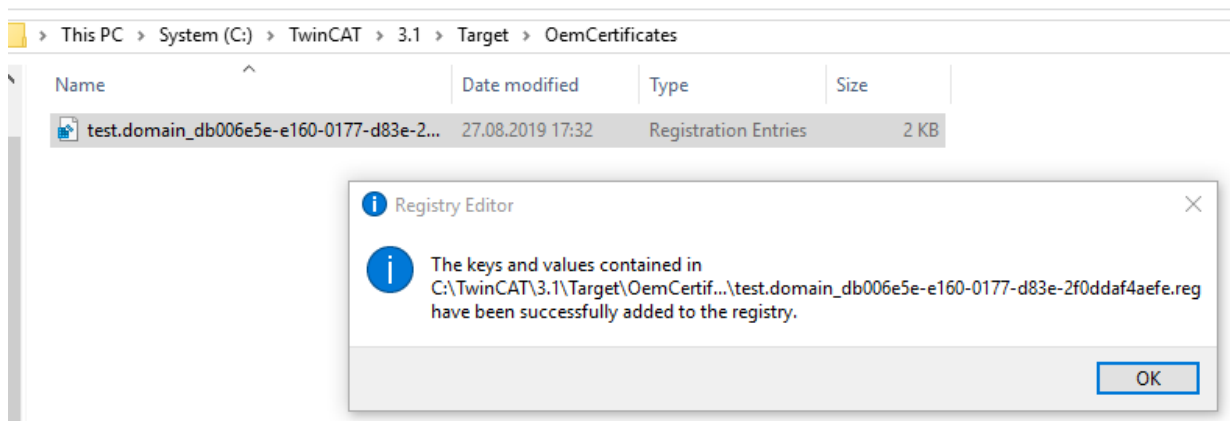 This PC > System (C:) > TwinCAT > 3.1 > Target > OemCertificates
Name Date modified Type Size
test.domain_db006e5e-e160-0177-d83e-2... 27.08.2019 17:32 Registration Entries 2 KB
Registry Editor
The keys and values contained in
C:\TwinCAT\3.1\Target\OemCertif...\test.domain_db006e5e-e160-0177-d83e-2f0ddaf4aefe.reg
have been successfully added to the registry.
OK